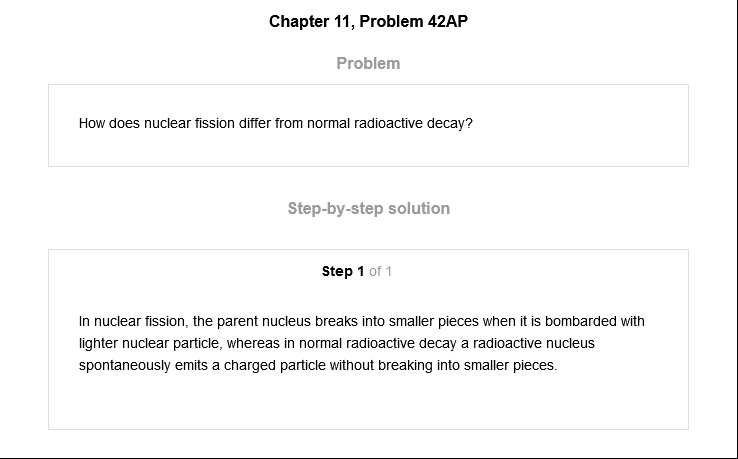 Chapter 11, Problem 42AP
Problem
How does nuclear fission differ from normal radioactive decay?
Step-by-step solution
Step 1 of 1
In nuclear fission, the parent nucleus breaks into smaller pieces when it is bombarded with
lighter nuclear particle, whereas in normal radioactive decay a radioactive nucleus
spontaneously emits a charged particle without breaking into smaller pieces.